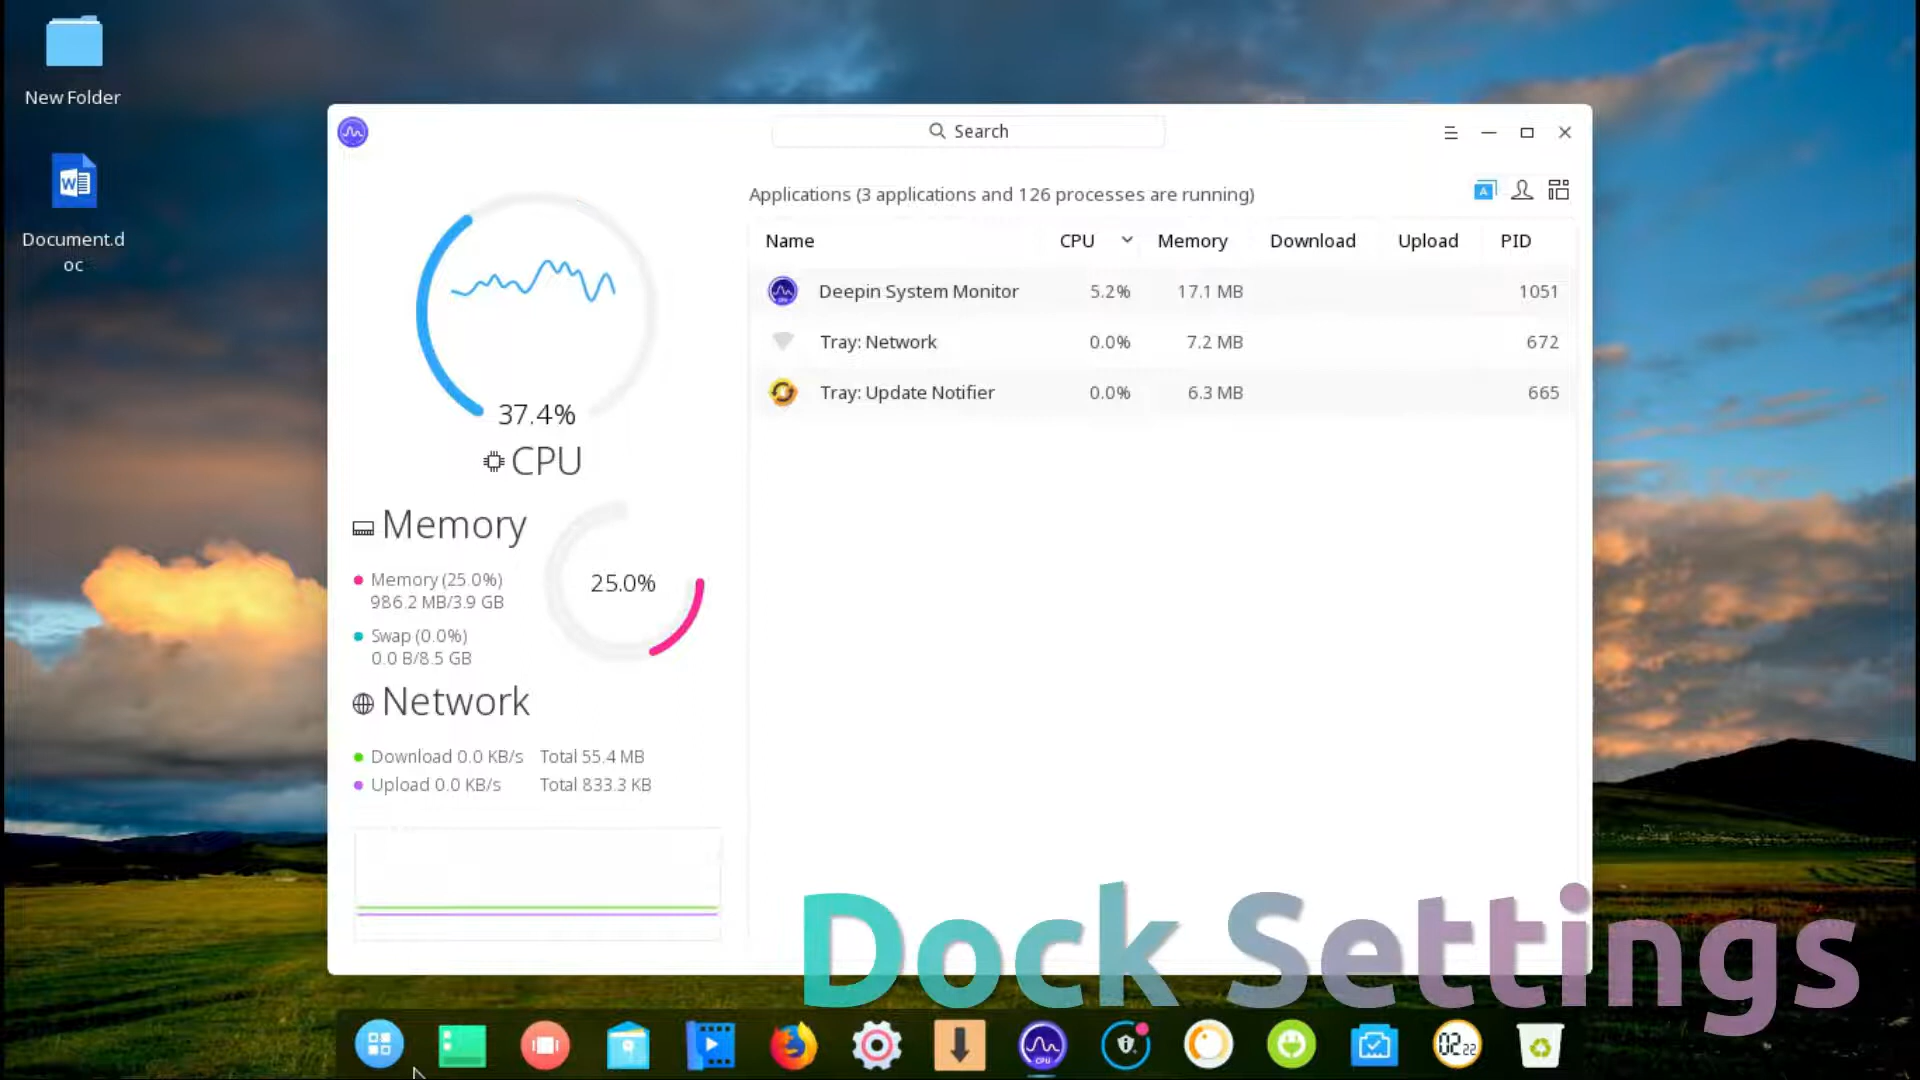 New Folder
Document.d
oc
Search
Applications (3 applications and 126 processes are running)
A
Name CPU Memory Download Upload PID
Deepin System Monitor 5.2% 17.1 MB 1051
Tray: Network 0.0% 7.2 MB 672
Tray: Update Notifier 0.0% 6.3 MB 665
37.4%
CPU
Memory
Memory (25.0%)
986.2 MB/3.9 GB
25.0%
Swap (0.0%)
0.0 B/8.5 GB
Network
Download 0.0 KB/s Total 55.4 MB
Upload 0.0 KB/s Total 833.3 KB
Dock Settings
CPU
02 22